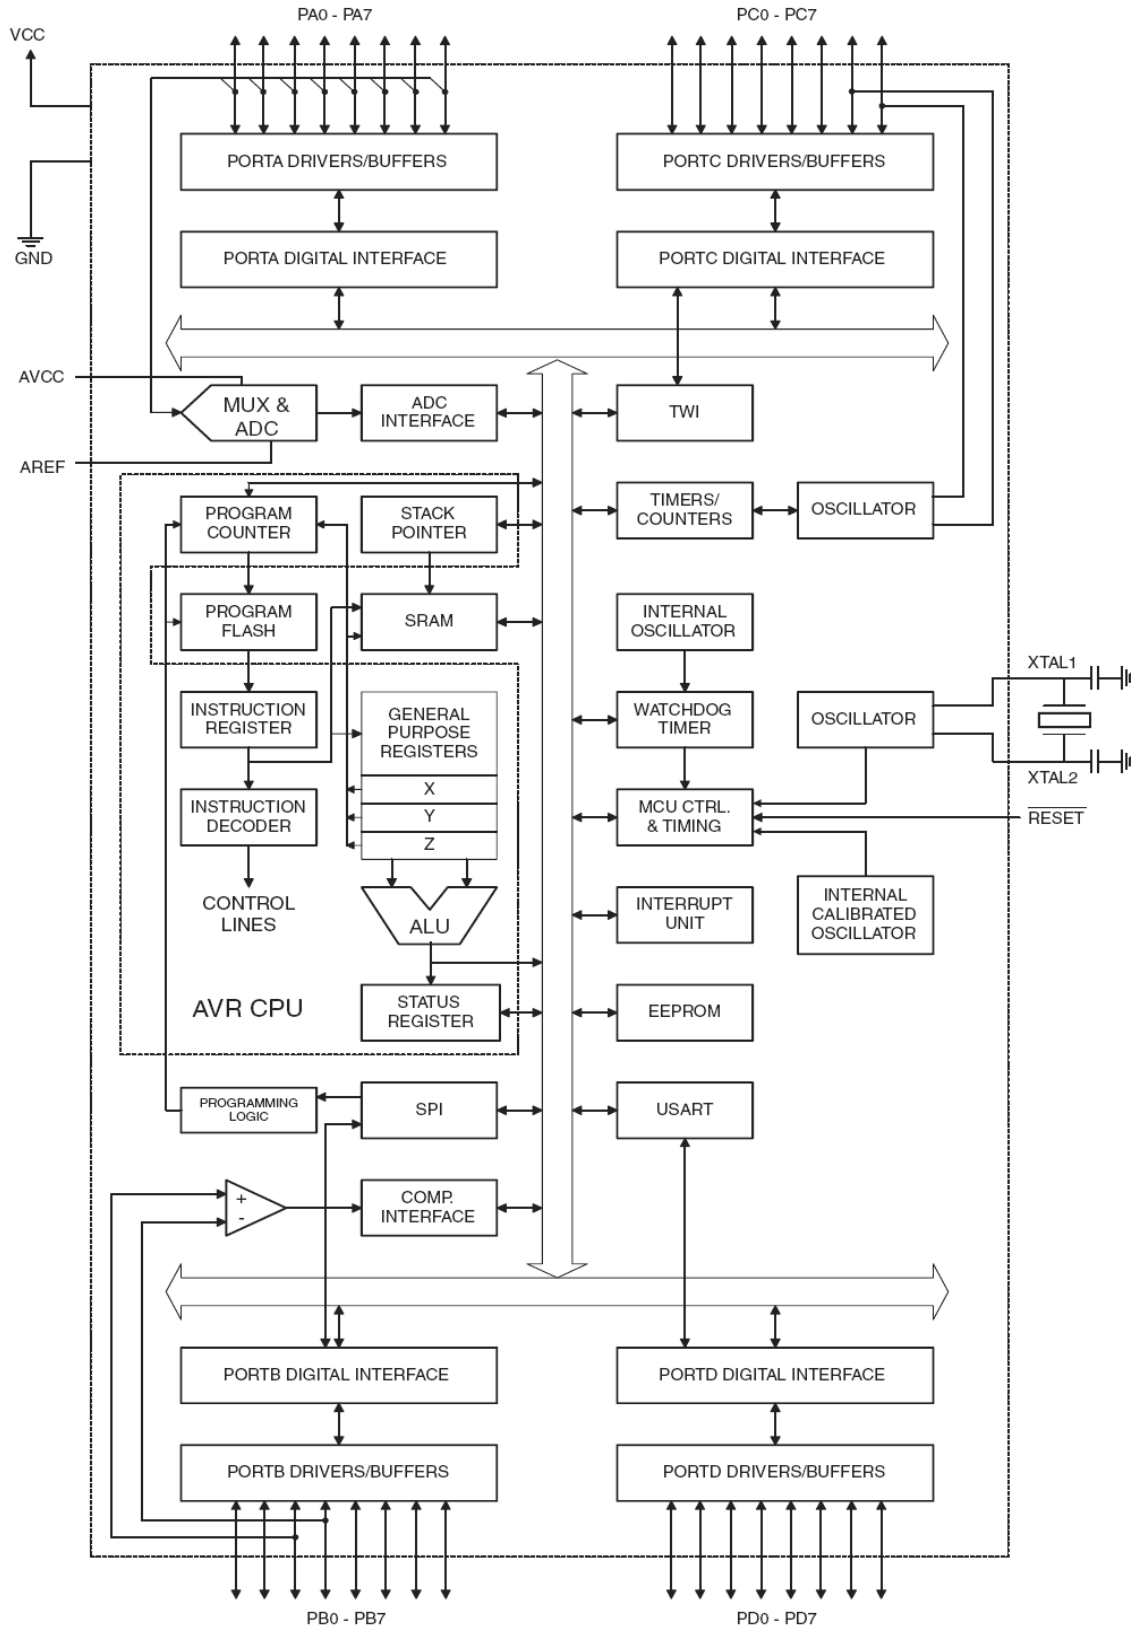 PA0 - PA7
PC0 - PC7
VCC
PORTA DRIVERS/BUFFERS
PORTC DRIVERS/BUFFERS
GND
PORTA DIGITAL INTERFACE
PORTC DIGITAL INTERFACE
AVCC
MUX &
ADC
ADC
INTERFACE
TWI
AREF
PROGRAM
COUNTER
STACK
POINTER
TIMERS/
COUNTERS
OSCILLATOR
PROGRAM
FLASH
SRAM
INTERNAL
OSCILLATOR
XTAL1
INSTRUCTION
REGISTER
GENERAL
PURPOSE
REGISTERS
WATCHDOG
TIMER
OSCILLATOR
X
XTAL2
INSTRUCTION
DECODER
Y
MCU CTRL.
& TIMING
RESET
Z
CONTROL
LINES
ALU
INTERRUPT
UNIT
INTERNAL
CALIBRATED
OSCILLATOR
AVR CPU
STATUS
REGISTER
EEPROM
PROGRAMMING
LOGIC
SPI
USART
+
-
COMP.
INTERFACE
PORTB DIGITAL INTERFACE
PORTD DIGITAL INTERFACE
PORTB DRIVERS/BUFFERS
PORTD DRIVERS/BUFFERS
PB0 - PB7
PD0 - PD7